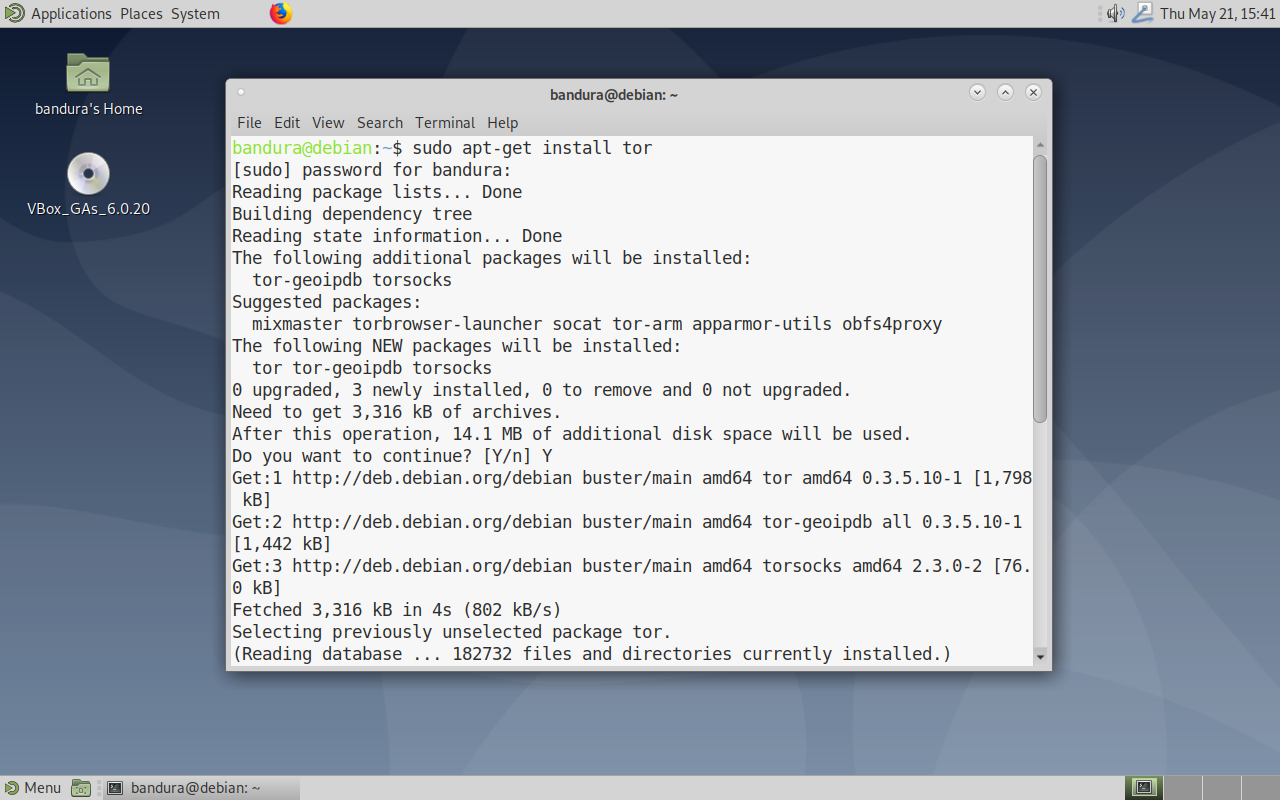 Applications Places System
Thu May 21, 15:41
bandura's Home
VBox_GAs_6.0.20
bandura@debian: ~
File Edit View Search Terminal Help
bandura@debian:~$ sudo apt-get install tor
[sudo] password for bandura:
Reading package lists... Done
Building dependency tree
Reading state information... Done
The following additional packages will be installed:
  tor-geoipdb torsocks
Suggested packages:
  mixmaster torbrowser-launcher socat tor-arm apparmor-utils obfs4proxy
The following NEW packages will be installed:
  tor tor-geoipdb torsocks
0 upgraded, 3 newly installed, 0 to remove and 0 not upgraded.
Need to get 3,316 kB of archives.
After this operation, 14.1 MB of additional disk space will be used.
Do you want to continue? [Y/n] Y
Get:1 http://deb.debian.org/debian buster/main amd64 tor amd64 0.3.5.10-1 [1,798
 kB]
Get:2 http://deb.debian.org/debian buster/main amd64 tor-geoipdb all 0.3.5.10-1
[1,442 kB]
Get:3 http://deb.debian.org/debian buster/main amd64 torsocks amd64 2.3.0-2 [76.
0 kB]
Fetched 3,316 kB in 4s (802 kB/s)
Selecting previously unselected package tor.
(Reading database ... 182732 files and directories currently installed.)
Menu
bandura@debian: ~